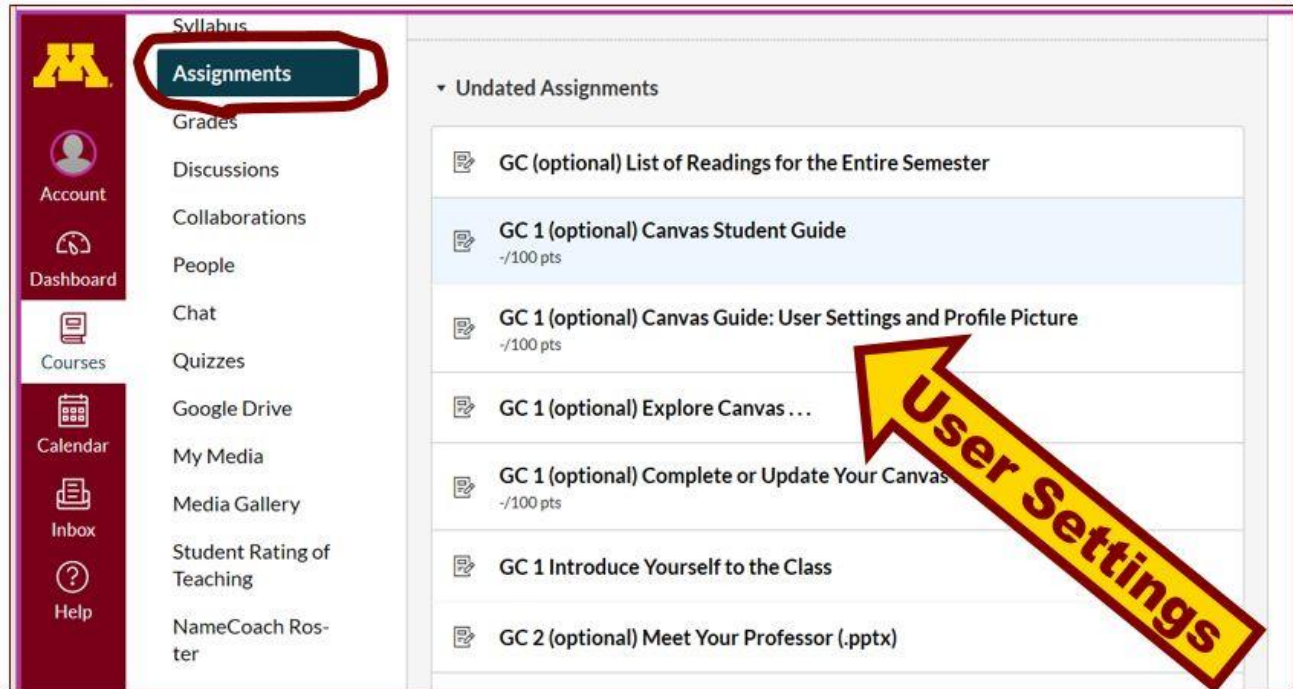 M
Account
Dashboard
Courses
Calendar
Inbox
Help
Syllabus
Assignments
Grades
Discussions
Collaborations
People
Chat
Quizzes
Google Drive
My Media
Media Gallery
Student Rating of
Teaching
NameCoach Ros-
ter
Undated Assignments
GC (optional) List of Readings for the Entire Semester
GC 1 (optional) Canvas Student Guide
-/100 pts
GC 1 (optional) Canvas Guide: User Settings and Profile Picture
-/100 pts
GC 1 (optional) Explore Canvas . . .
GC 1 (optional) Complete or Update Your Canvas
-/100 pts
GC 1 Introduce Yourself to the Class
GC 2 (optional) Meet Your Professor (.pptx)
User Settings